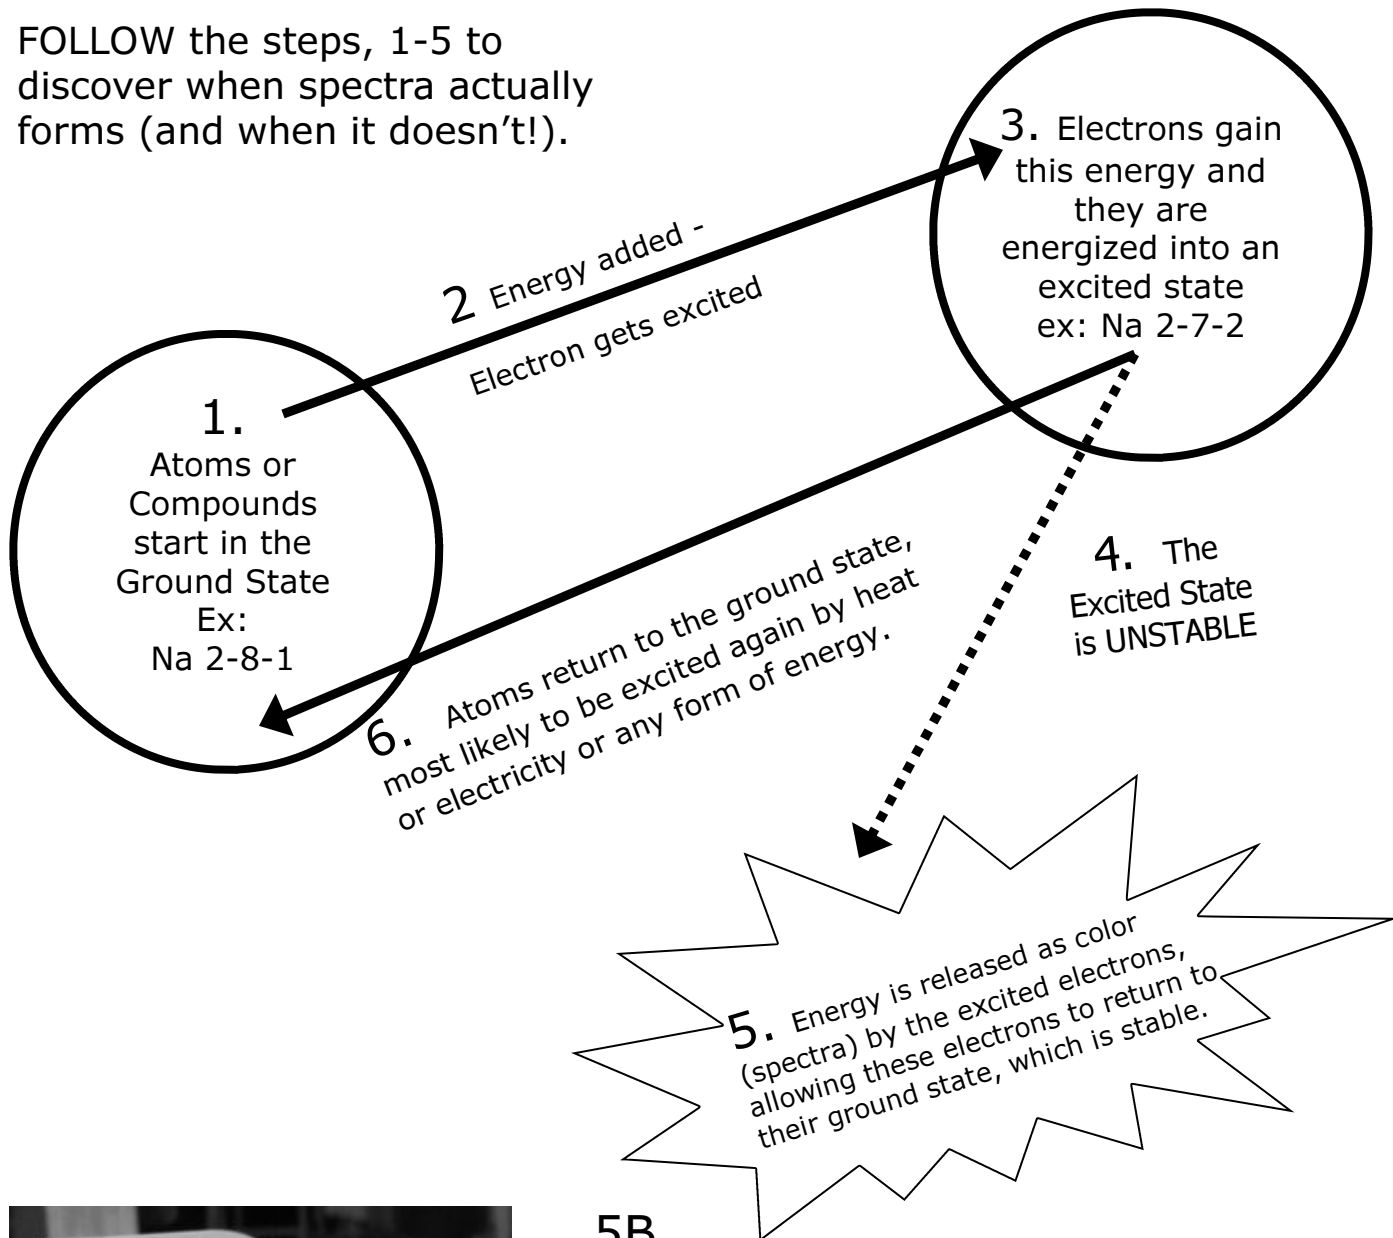 FOLLOW the steps, 1-5 to
discover when spectra actually
forms (and when it doesn't!).
1.
Atoms or
Compounds
start in the
Ground State
Ex:
Na 2-8-1
2 Energy added -
Electron gets excited
3. Electrons gain
this energy and
they are
energized into an
excited state
ex: Na 2-7-2
4. The
Excited State
is UNSTABLE
5. Energy is released as color
(spectra) by the excited electrons,
allowing these electrons to return to
their ground state, which is stable.
6. Atoms return to the ground state,
most likely to be excited again by heat
or electricity or any form of energy.
5B